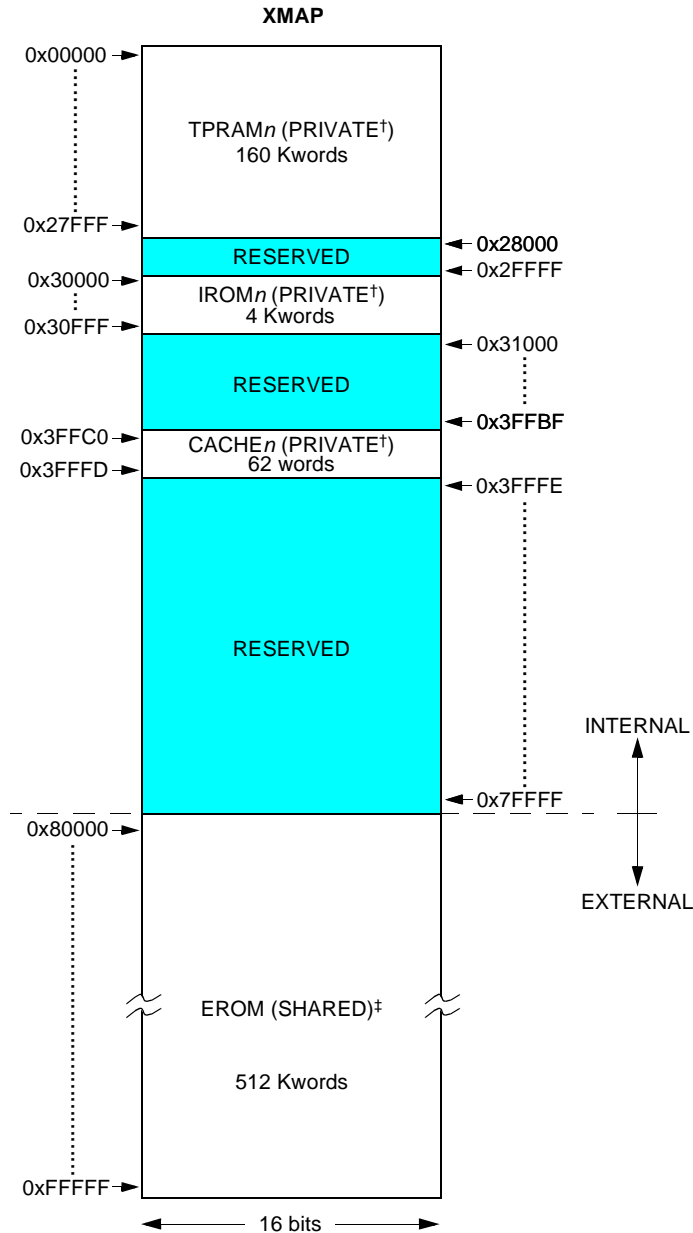 XMAP
0x00000
TPRAMn (PRIVATE†)
160 Kwords
0x27FFF
0x28000
RESERVED
0x2FFFF
0x30000
IROMn (PRIVATE†)
4 Kwords
0x30FFF
0x31000
RESERVED
0x3FFBF
0x3FFC0
CACHEn (PRIVATE†)
62 words
0x3FFFD
0x3FFFE
RESERVED
INTERNAL
0x7FFFF
0x80000
EXTERNAL
EROM (SHARED)‡
512 Kwords
0xFFFFF
16 bits